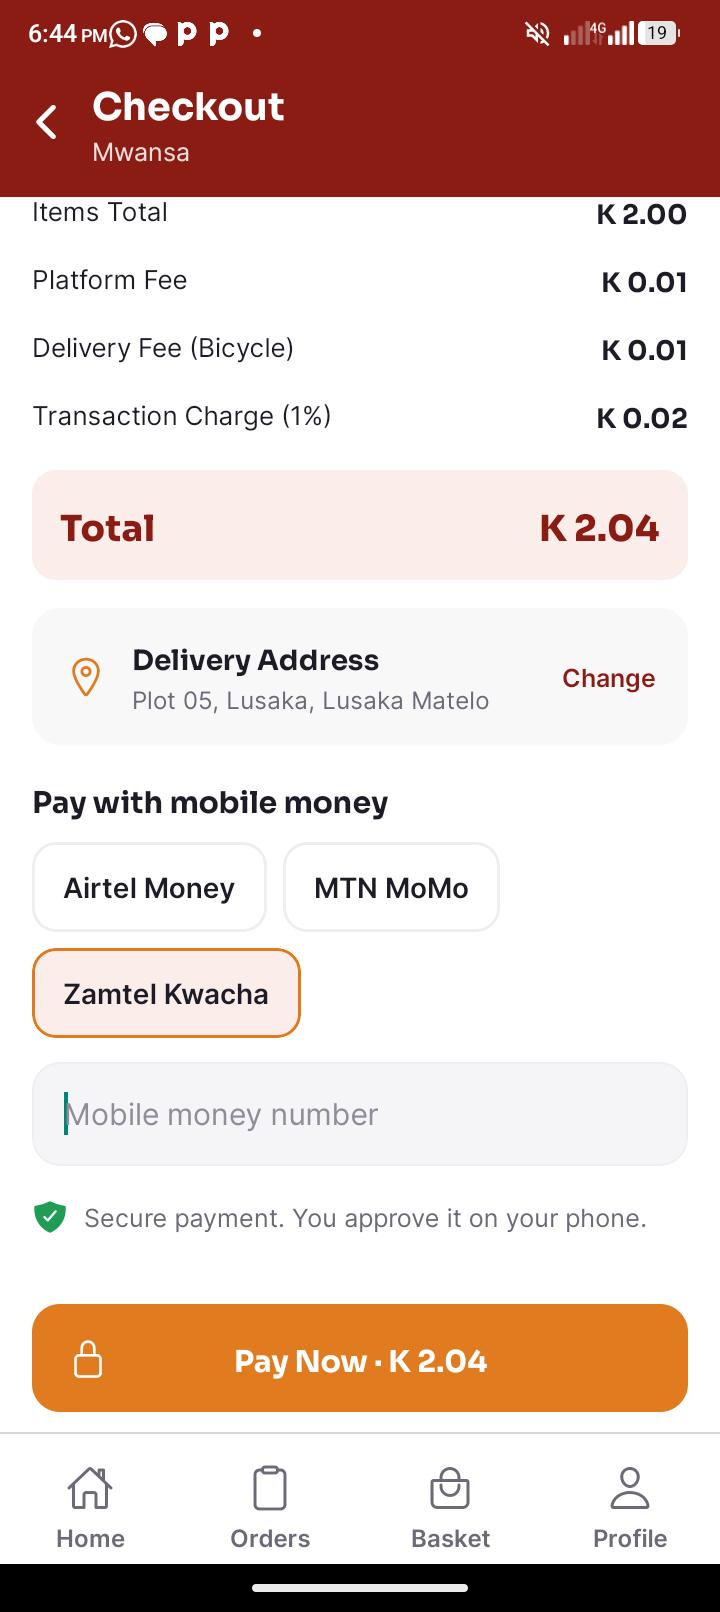 6:44 PM
4G
19
Checkout
Mwansa
Items Total K 2.00
Platform Fee K 0.01
Delivery Fee (Bicycle) K 0.01
Transaction Charge (1%) K 0.02
Total K 2.04
Delivery Address
Plot 05, Lusaka, Lusaka Matelo
Change
Pay with mobile money
Airtel Money MTN MoMo
Zamtel Kwacha
Mobile money number
Secure payment. You approve it on your phone.
Pay Now · K 2.04
Home Orders Basket Profile